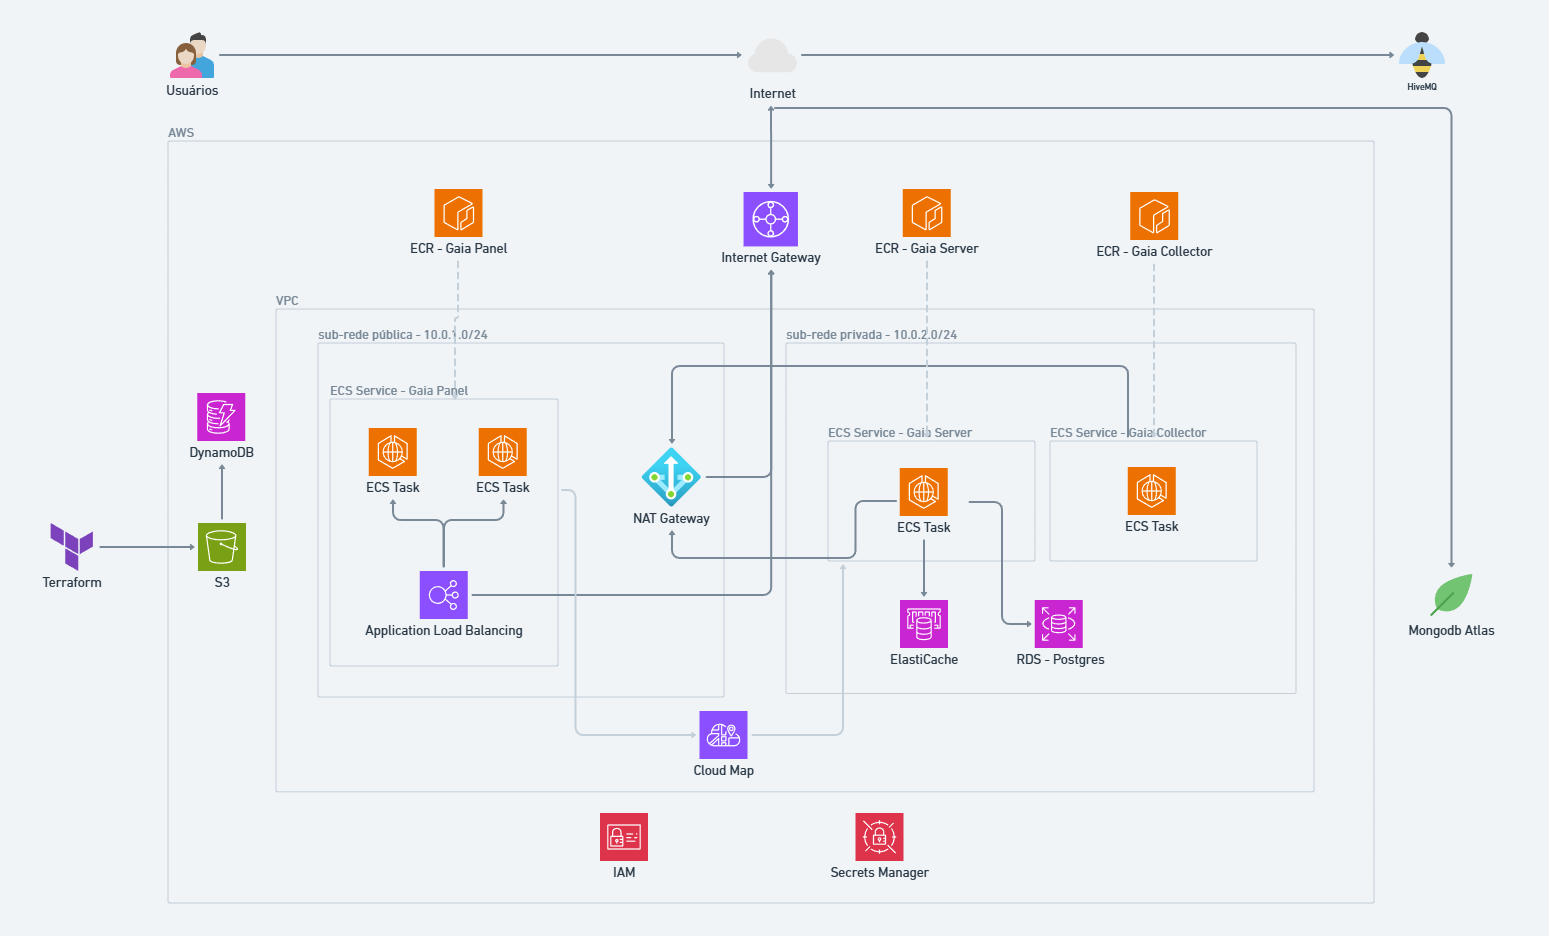 Usuários
Internet
HiveMQ
AWS
ECR - Gaia Panel
Internet Gateway
ECR - Gaia Server
ECR - Gaia Collector
VPC
sub-rede pública - 10.0.1.0/24
sub-rede privada - 10.0.2.0/24
ECS Service - Gaia Panel
ECS Service - Gaia Server
ECS Service - Gaia Collector
DynamoDB
ECS Task
ECS Task
NAT Gateway
ECS Task
ECS Task
Terraform
S3
Application Load Balancing
ElastiCache
RDS - Postgres
Mongodb Atlas
Cloud Map
IAM
Secrets Manager